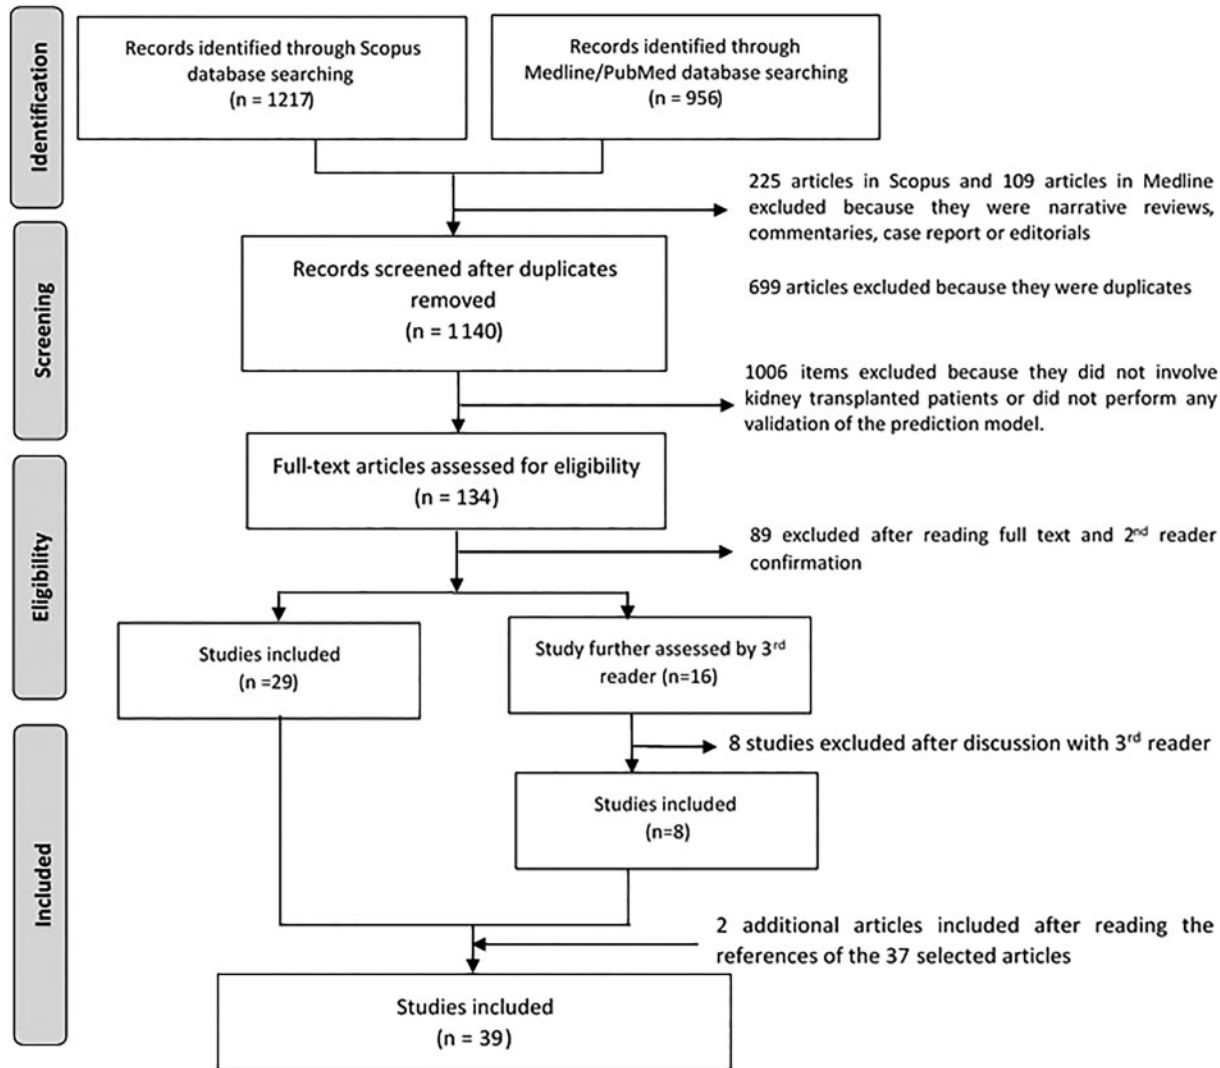 Identification
Records identified through Scopus
database searching
(n = 1217)
Records identified through
Medline/PubMed database searching
(n = 956)
225 articles in Scopus and 109 articles in Medline
excluded because they were narrative reviews,
commentaries, case report or editorials
Screening
Records screened after duplicates
removed
(n = 1140)
699 articles excluded because they were duplicates
1006 items excluded because they did not involve
kidney transplanted patients or did not perform any
validation of the prediction model.
Eligibility
Full-text articles assessed for eligibility
(n = 134)
89 excluded after reading full text and 2nd reader
confirmation
Studies included
(n =29)
Study further assessed by 3rd
reader (n=16)
8 studies excluded after discussion with 3rd reader
Included
Studies included
(n=8)
2 additional articles included after reading the
references of the 37 selected articles
Studies included
n = 39)